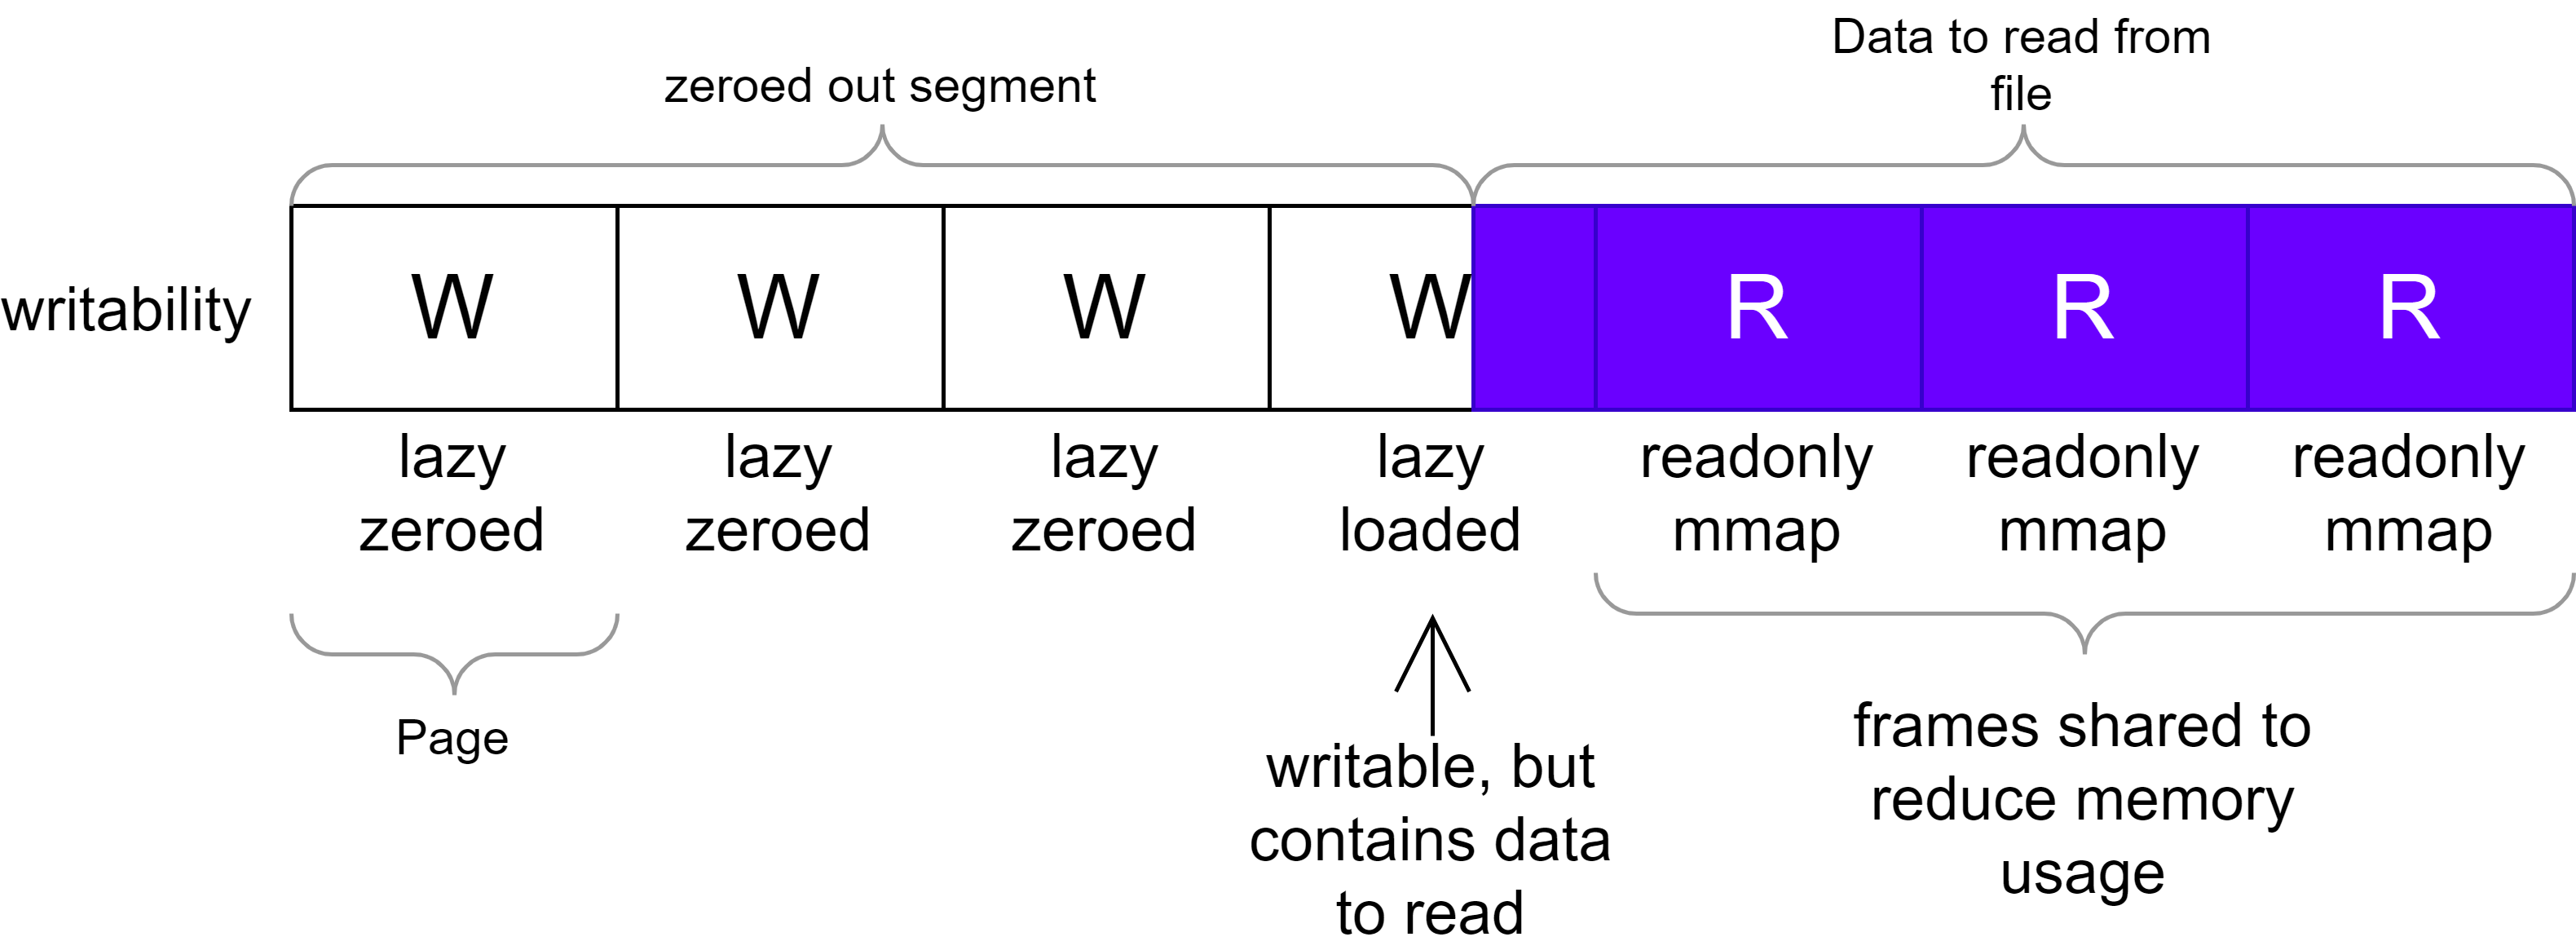 Data to read from
file
zeroed out segment
writability
W W W W R R R
lazy
zeroed
lazy
zeroed
lazy
zeroed
lazy
loaded
readonly
mmap
readonly
mmap
readonly
mmap
Page
writable, but
contains data
to read
frames shared to
reduce memory
usage